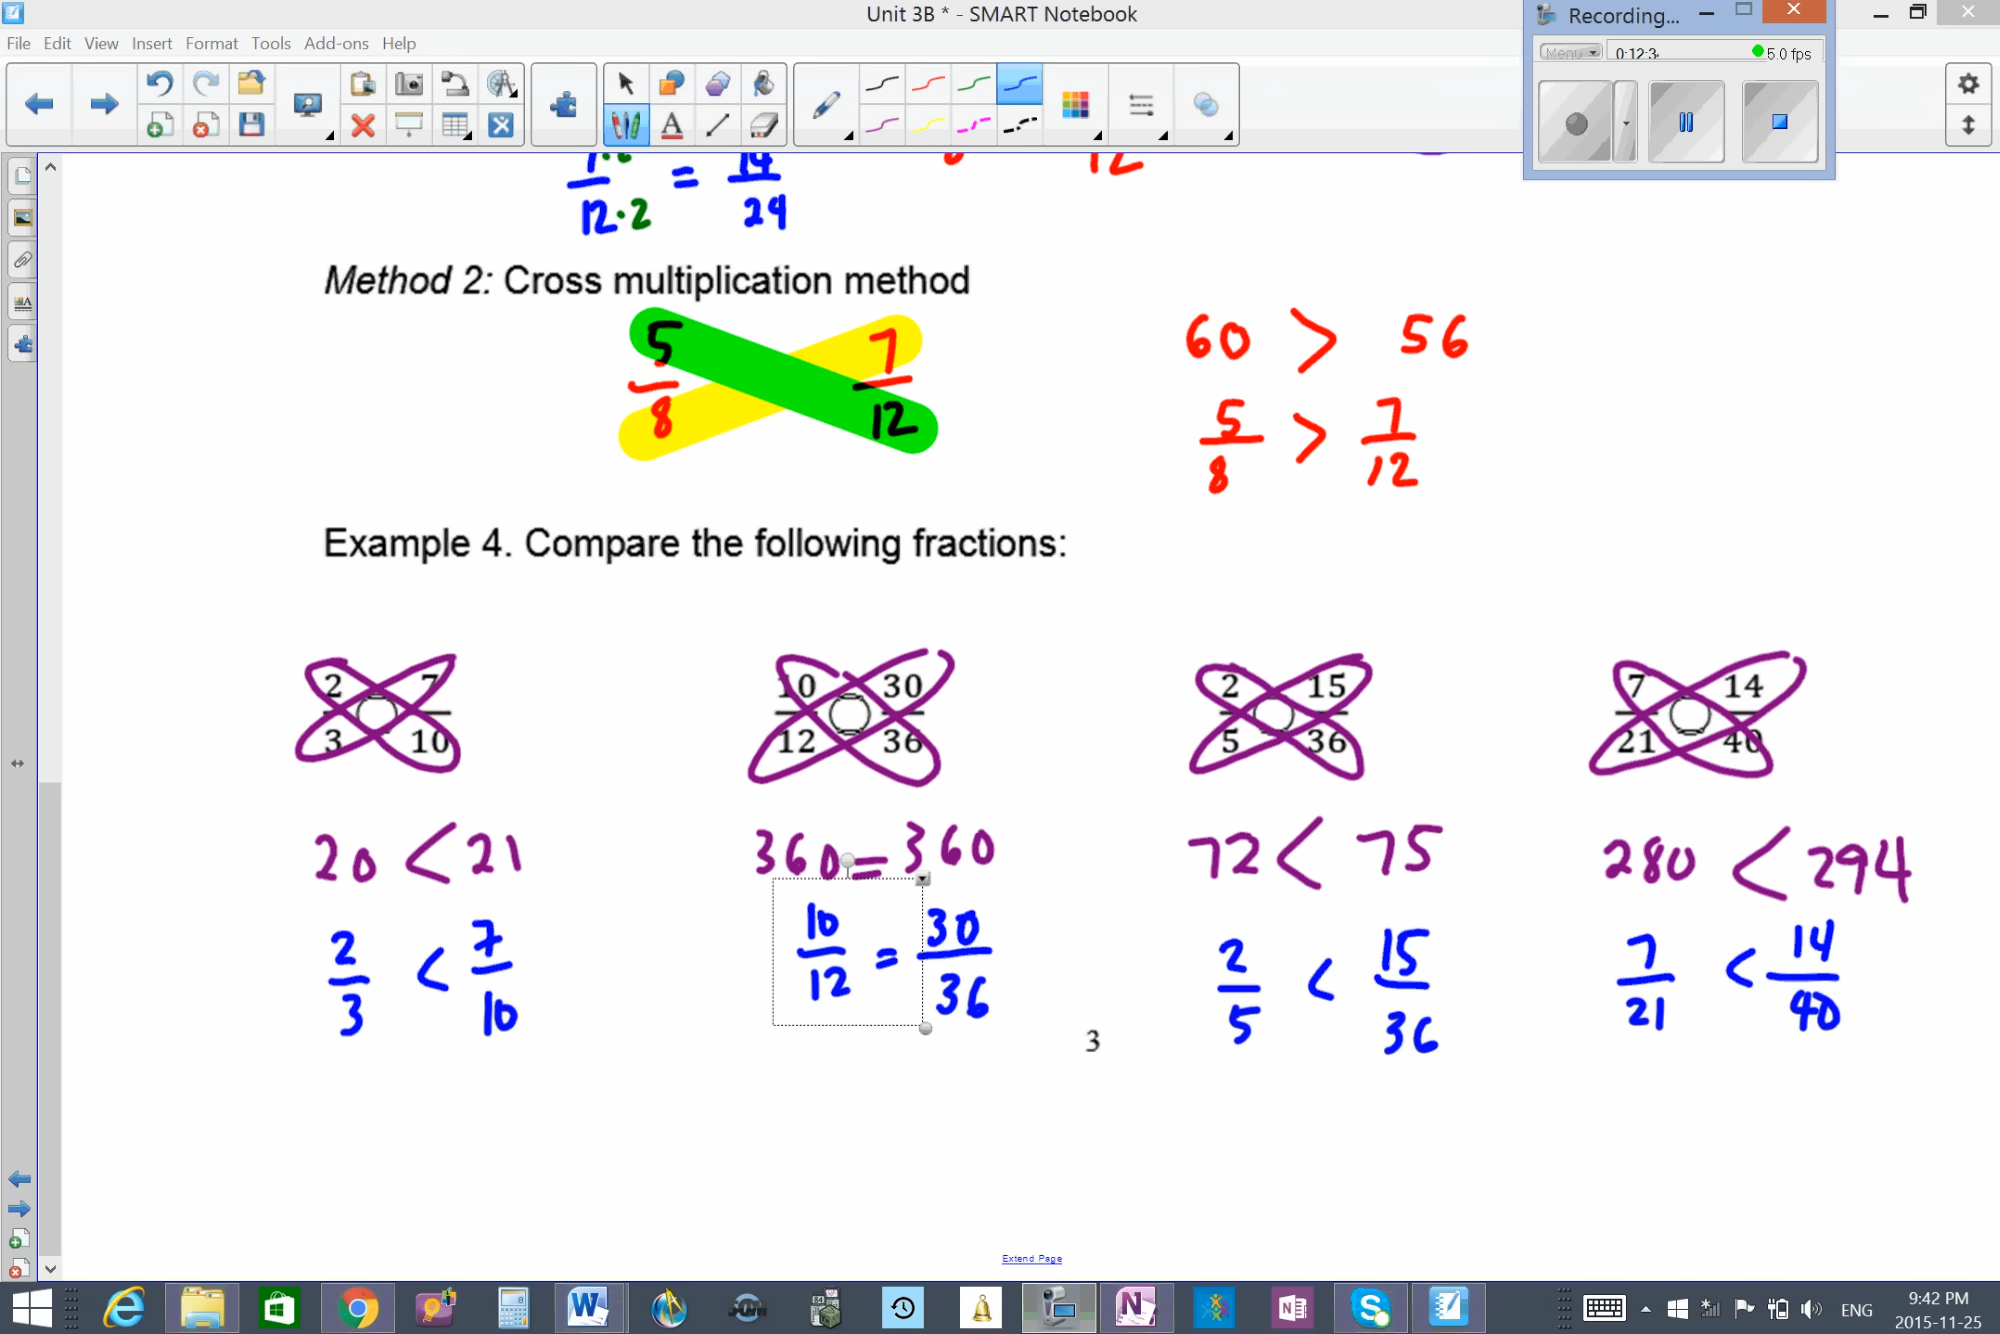 Unit 3B * - SMART Notebook
Recording...
File Edit View Insert Format Tools Add-ons Help
Menu 0:12:3 5.0 fps
12·2 = 24
12
Method 2: Cross multiplication method
5/8 7/12
60 > 56
5/8 > 7/12
Example 4. Compare the following fractions:
2/3 ○ 7/10 10/12 ○ 30/36 2/5 ○ 15/36 7/21 ○ 14/40
20 < 21 360 = 360 72 < 75 280 < 294
2/3 < 7/10 10/12 = 30/36 2/5 < 15/36 7/21 < 14/40
3
Extend Page
ENG 9:42 PM
2015-11-25